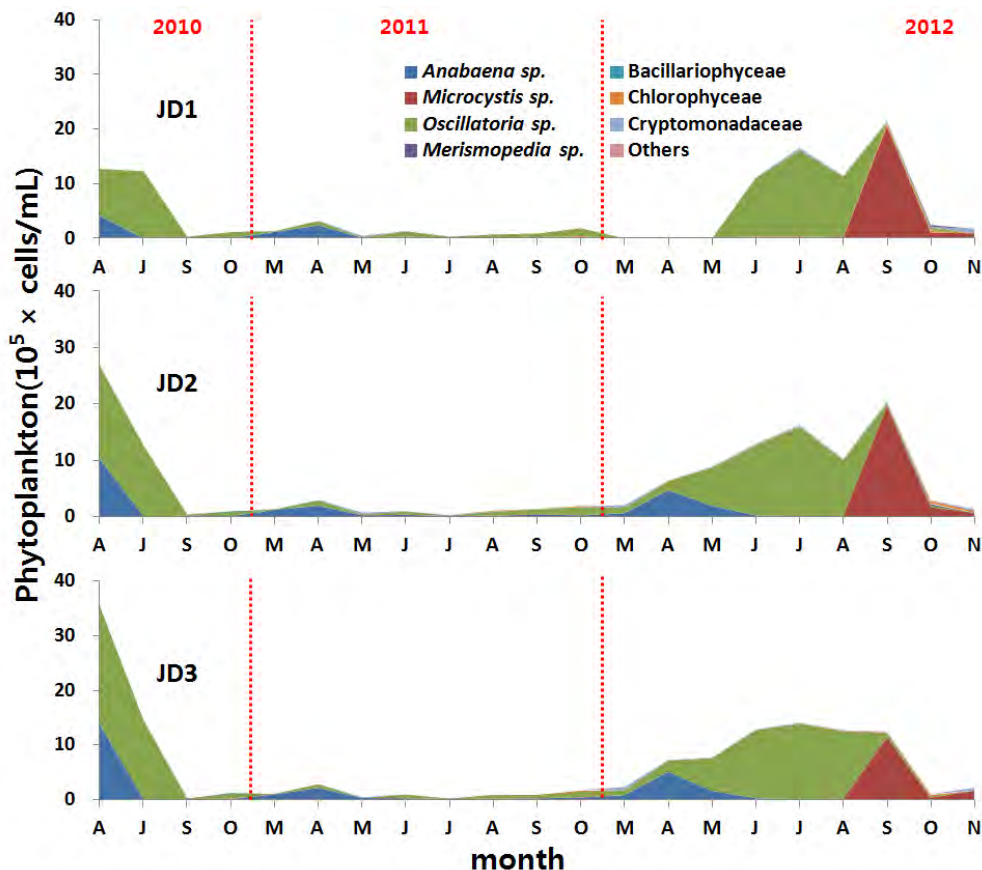 Phytoplankton(10⁵ × cells/mL)
2010 2011 2012
Anabaena sp. Bacillariophyceae
Microcystis sp. Chlorophyceae
Oscillatoria sp. Cryptomonadaceae
Merismopedia sp. Others
JD1
40
30
20
10
0
A J S O M A M J J A S O M A M J J A S O N
JD2
40
30
20
10
0
A J S O M A M J J A S O M A M J J A S O N
JD3
40
30
20
10
0
A J S O M A M J J A S O M A M J J A S O N
month